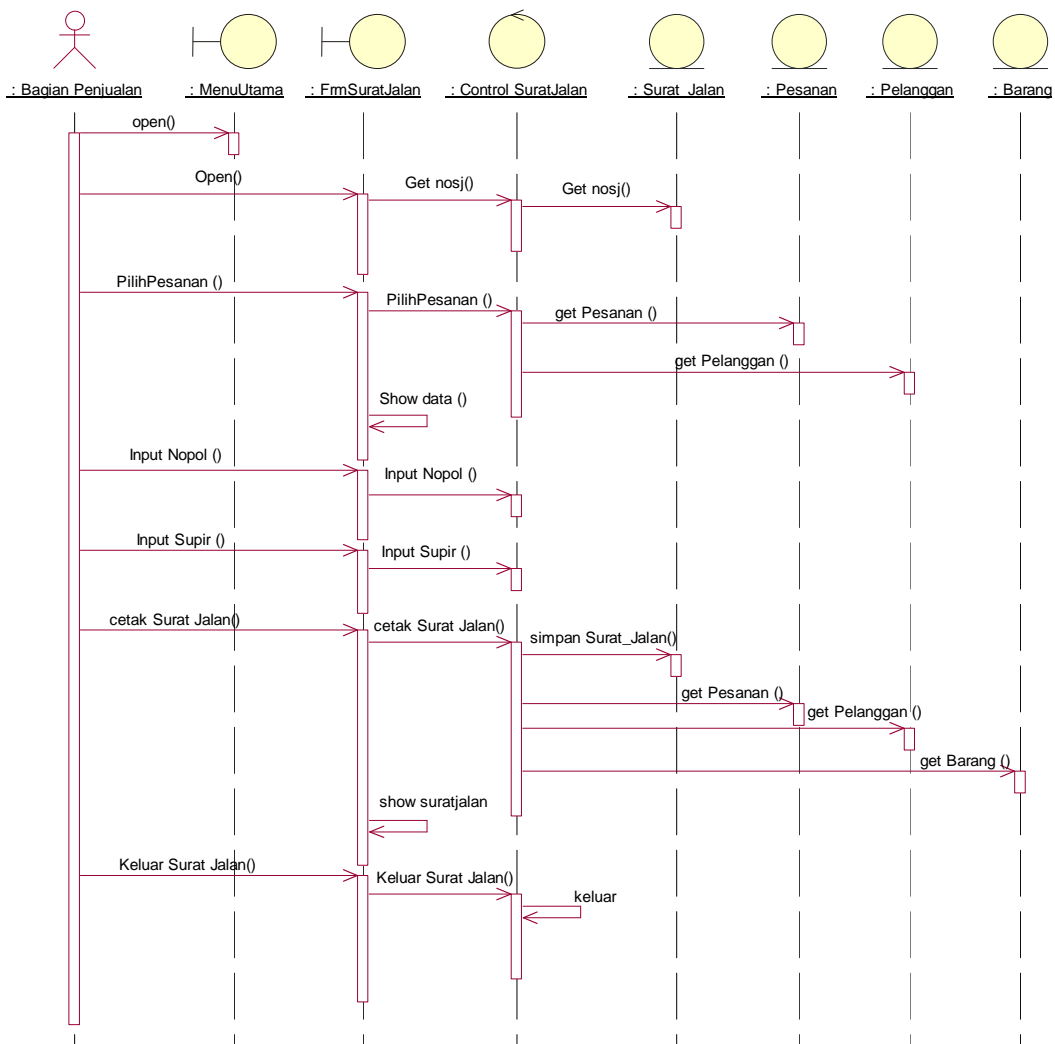 : Bagian Penjualan
: MenuUtama
: FrmSuratJalan
: Control SuratJalan
: Surat_Jalan
: Pesanan
: Pelanggan
: Barang
open()
Open()
Get nosj()
Get nosj()
PilihPesanan ()
PilihPesanan ()
get Pesanan ()
get Pelanggan ()
Show data ()
Input Nopol ()
Input Nopol ()
Input Supir ()
Input Supir ()
cetak Surat Jalan()
cetak Surat Jalan()
simpan Surat_Jalan()
get Pesanan ()
get Pelanggan ()
get Barang ()
show suratjalan
Keluar Surat Jalan()
Keluar Surat Jalan()
keluar